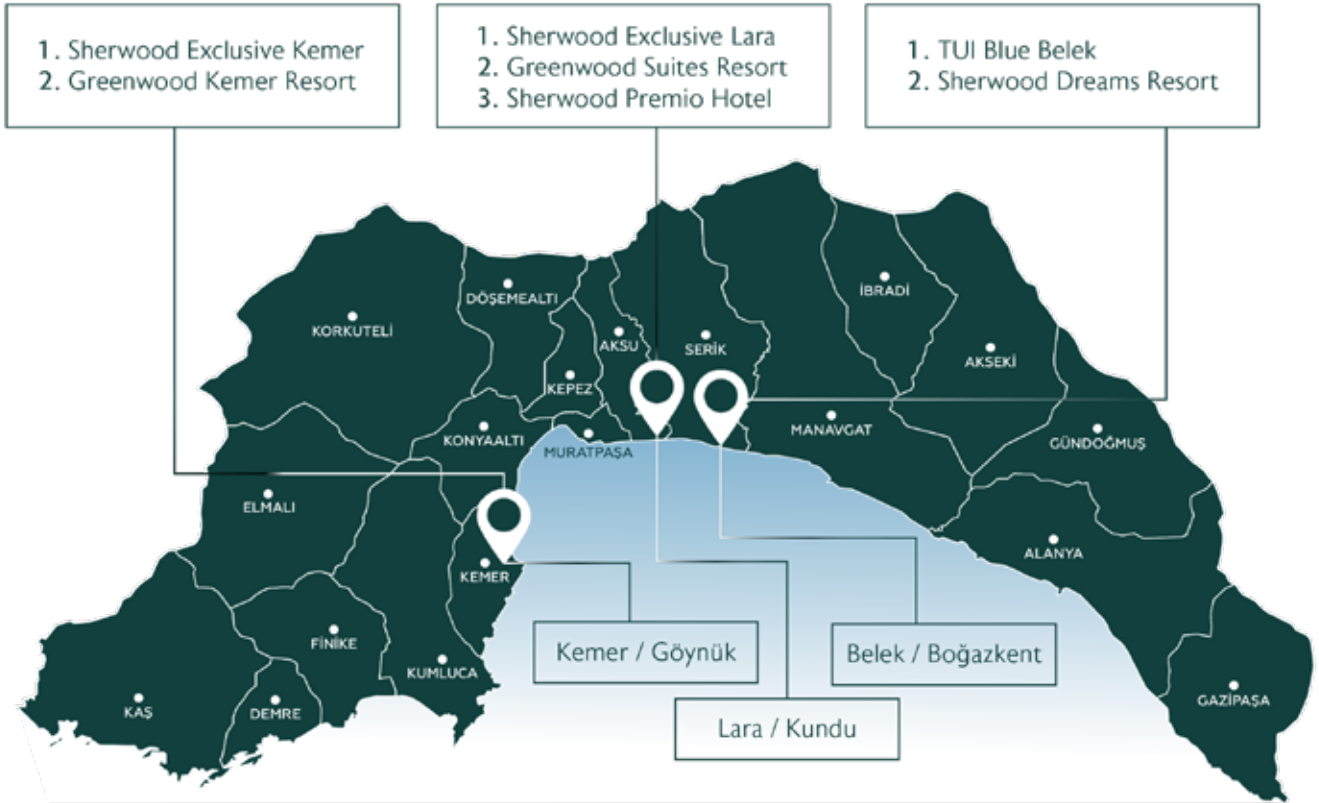 1. Sherwood Exclusive Kemer
2. Greenwood Kemer Resort
1. Sherwood Exclusive Lara
2. Greenwood Suites Resort
3. Sherwood Premio Hotel
1. TUI Blue Belek
2. Sherwood Dreams Resort
KORKUTELİ
DÖŞEMEALTI
KEPEZ
AKSU
SERİK
İBRADİ
AKSEKİ
MANAVGAT
GÜNDOĞMUŞ
KONYAALTI
MURATPAŞA
ELMALI
KEMER
ALANYA
FİNİKE
KUMLUCA
KAŞ
DEMRE
GAZİPAŞA
Kemer / Göynük
Belek / Boğazkent
Lara / Kundu